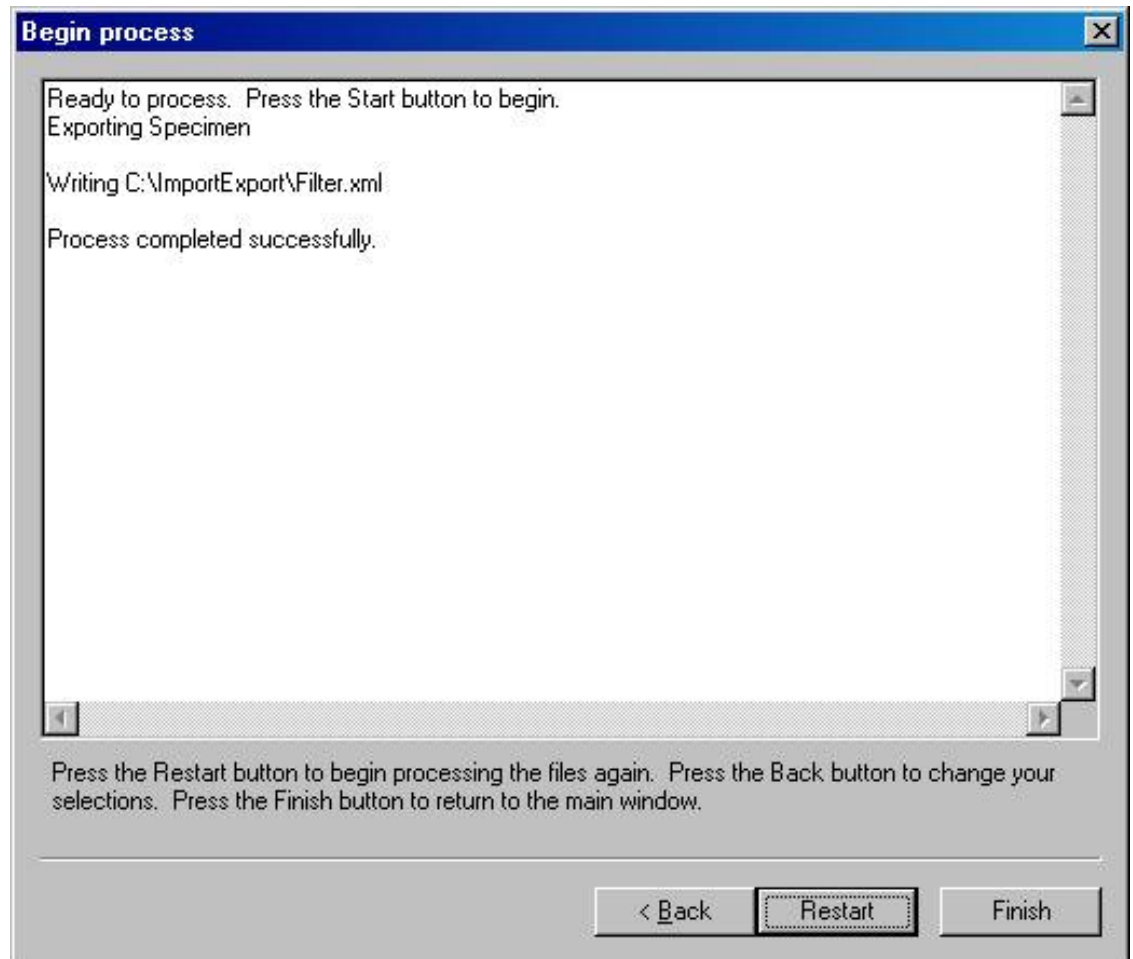 Begin process
Ready to process.  Press the Start button to begin.
Exporting Specimen
Writing C:\ImportExport\Filter.xml
Process completed successfully.
Press the Restart button to begin processing the files again.  Press the Back button to change your
selections.  Press the Finish button to return to the main window.
< Back
Restart
Finish